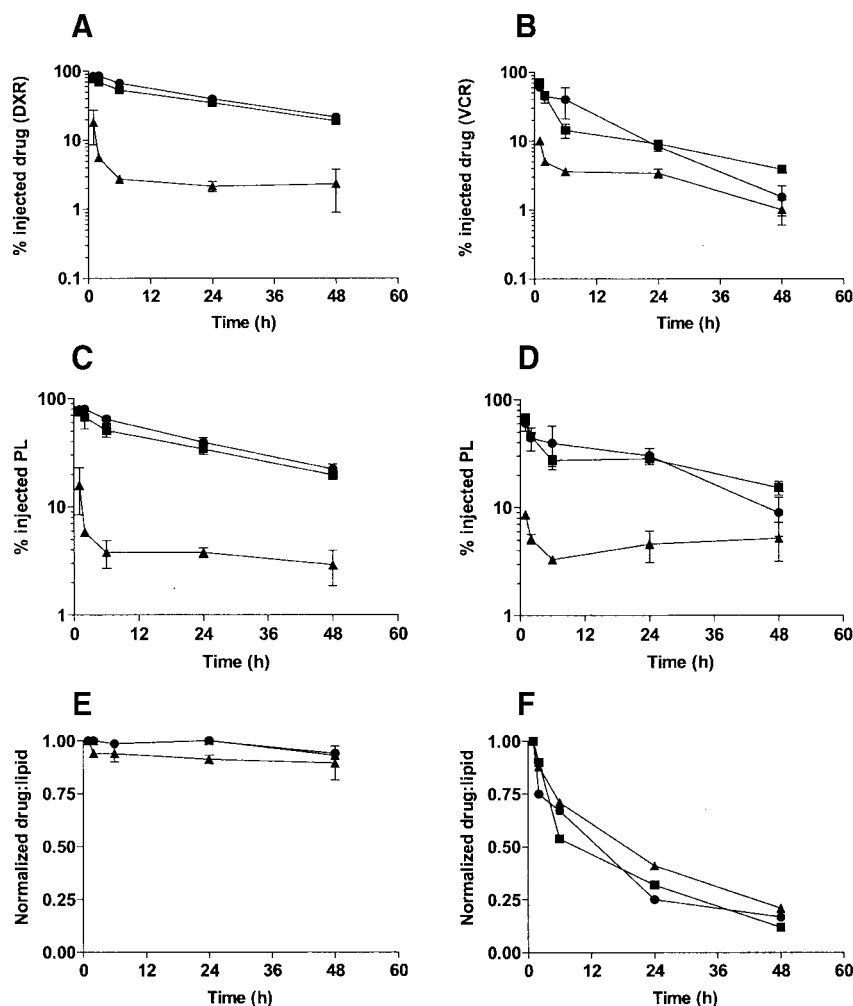 A
% injected drug (DXR)
100
10
1
0.1
0 12 24 36 48 60
Time (h)
B
% injected drug (VCR)
100
10
1
0.1
0 12 24 36 48 60
Time (h)
C
% injected PL
100
10
1
0 12 24 36 48 60
Time (h)
D
% injected PL
100
10
1
0 12 24 36 48 60
Time (h)
E
Normalized drug:lipid
1.00
0.75
0.50
0.25
0.00
0 12 24 36 48 60
Time (h)
F
Normalized drug:lipid
1.00
0.75
0.50
0.25
0.00
0 12 24 36 48 60
Time (h)